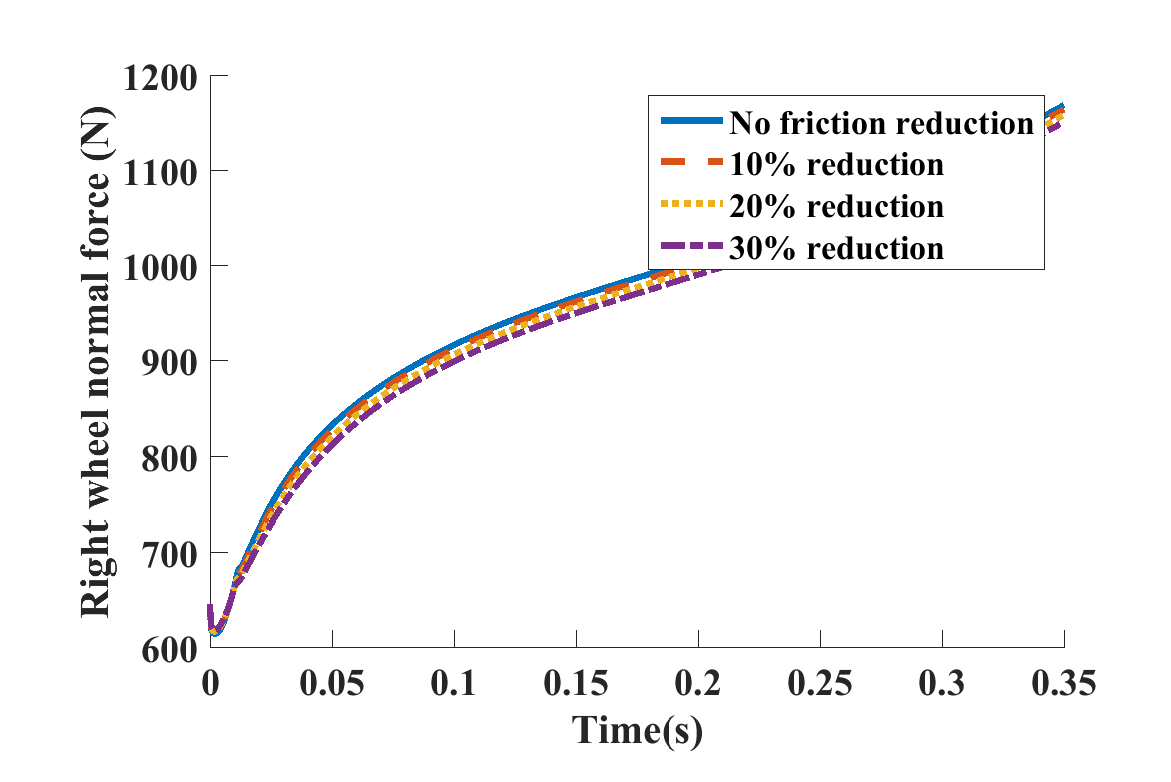 Right wheel normal force (N)
1200
1100
1000
900
800
700
600
No friction reduction
10% reduction
20% reduction
30% reduction
0 0.05 0.1 0.15 0.2 0.25 0.3 0.35
Time(s)